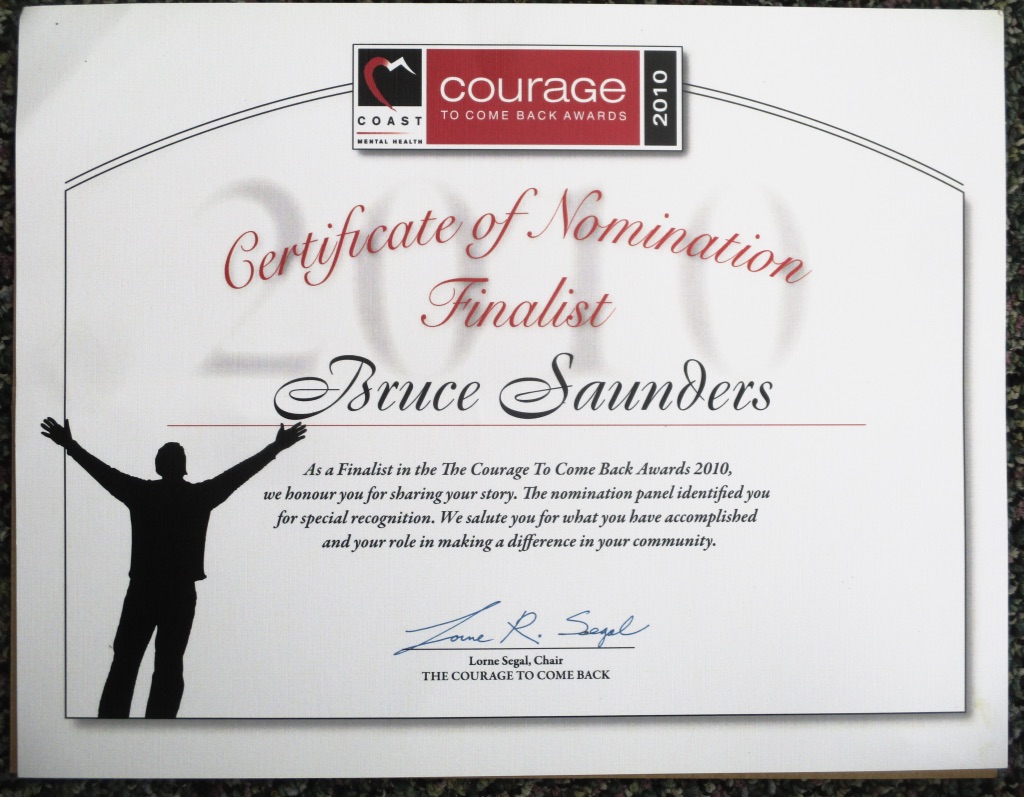 COAST
MENTAL HEALTH
courage
TO COME BACK AWARDS
2010
2010
Certificate of Nomination
Finalist
Bruce Saunders
As a Finalist in the The Courage To Come Back Awards 2010,
we honour you for sharing your story. The nomination panel identified you
for special recognition. We salute you for what you have accomplished
and your role in making a difference in your community.
Lorne R. Segal
Lorne Segal, Chair
THE COURAGE TO COME BACK